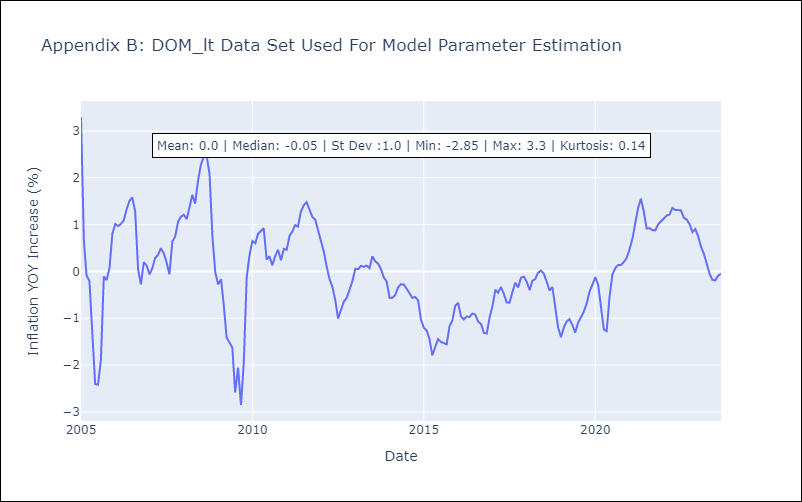 Appendix B: DOM_lt Data Set Used For Model Parameter Estimation
Mean: 0.0 | Median: -0.05 | St Dev :1.0 | Min: -2.85 | Max: 3.3 | Kurtosis: 0.14
Inflation YOY Increase (%)
3
2
1
0
−1
−2
−3
2005
2010
2015
2020
Date